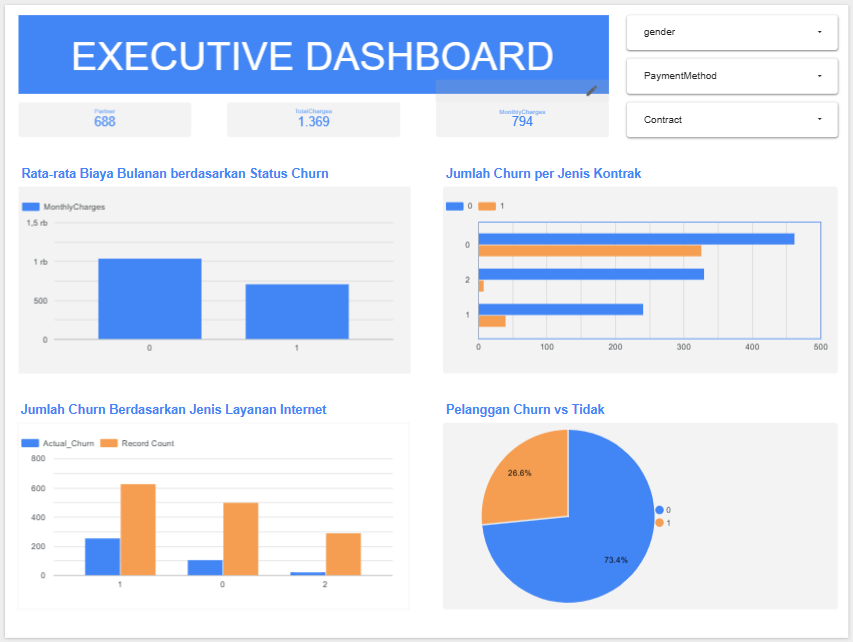 EXECUTIVE DASHBOARD
gender
PaymentMethod
Contract
Partner
688
TotalCharges
1.369
MonthlyCharges
794
Rata-rata Biaya Bulanan berdasarkan Status Churn
MonthlyCharges
1,5 rb
1 rb
500
0
0 1
Jumlah Churn per Jenis Kontrak
0 1
0
2
1
0 100 200 300 400 500
Jumlah Churn Berdasarkan Jenis Layanan Internet
Actual_Churn Record Count
800
600
400
200
0
1 0 2
Pelanggan Churn vs Tidak
26.6%
73.4%
0
1